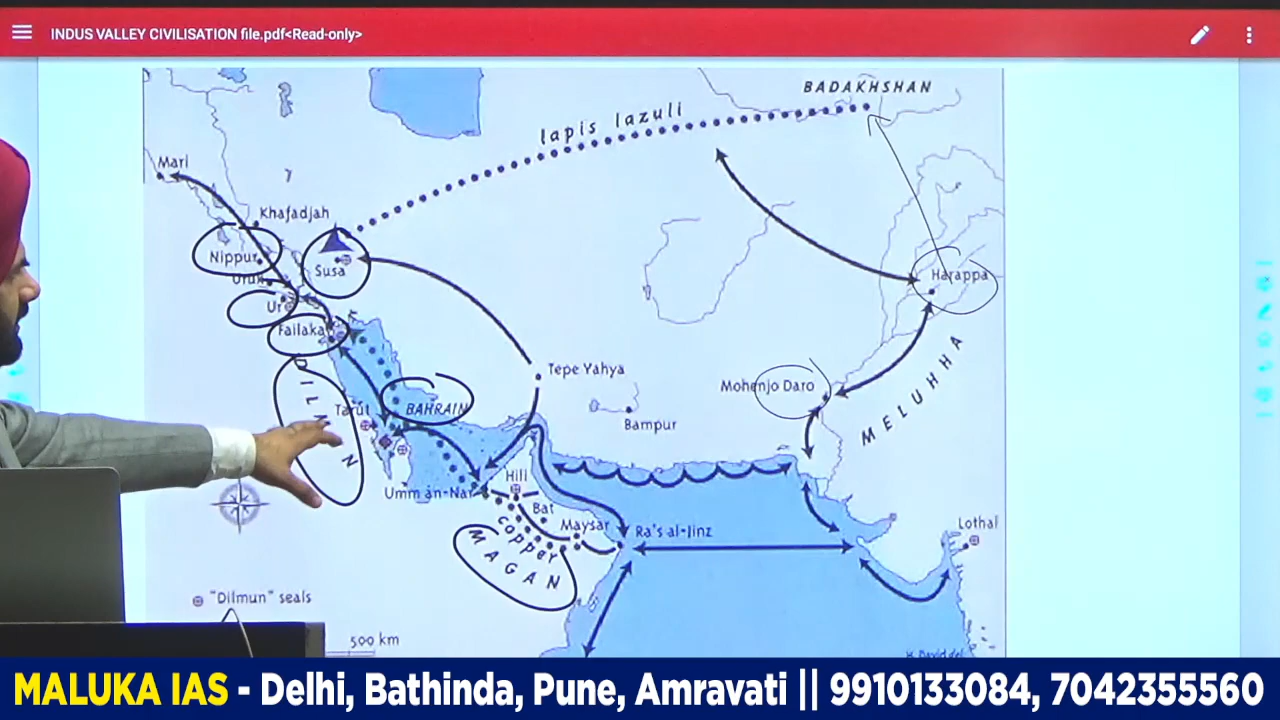 INDUS VALLEY CIVILISATION file.pdf<Read-only>
BADAKHSHAN
lapis lazuli
Mari
Khafadjah
Nippur
Susa
Uruk
Ur
Harappa
Failaka
DILMUN
Tepe Yahya
Mohenjo Daro
MELUHHA
Tarut
BAHRAIN
Bampur
Umm an-Nar
Hili
Bat
copper
Maysar
Ra's al-Jinz
MAGAN
Lothal
"Dilmun" seals
500 km
MALUKA IAS - Delhi, Bathinda, Pune, Amravati || 9910133084, 7042355560